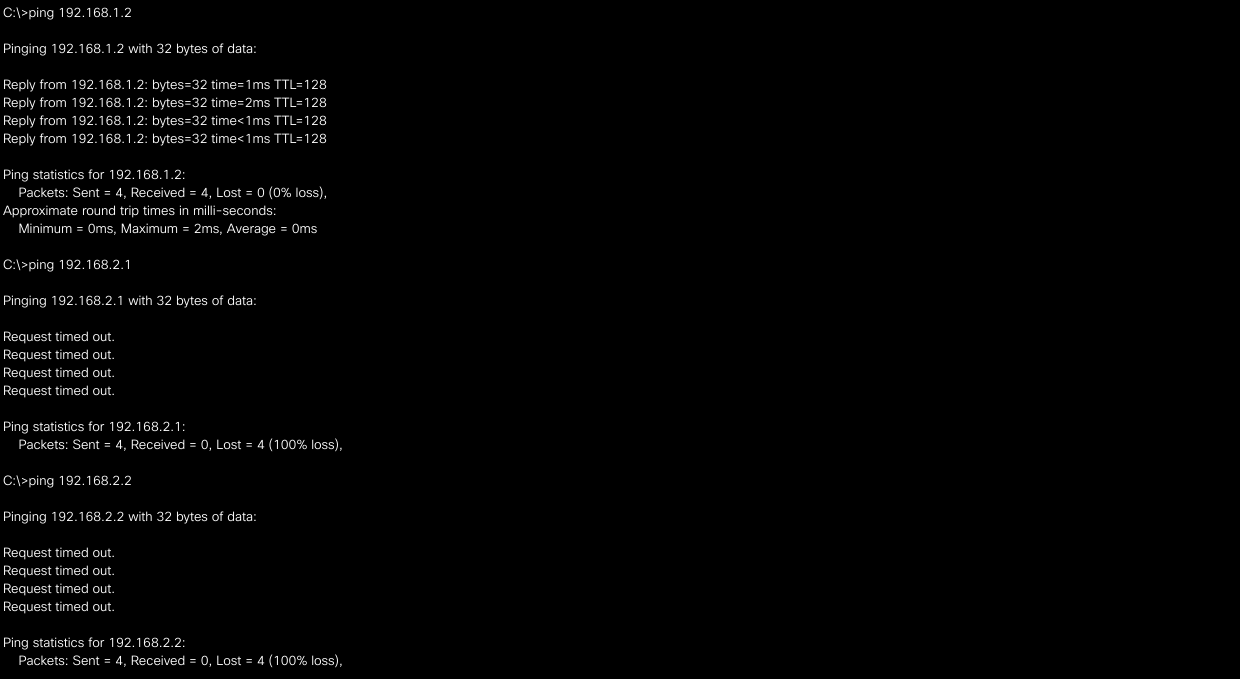 C:\>ping 192.168.1.2
Pinging 192.168.1.2 with 32 bytes of data:
Reply from 192.168.1.2: bytes=32 time=1ms TTL=128
Reply from 192.168.1.2: bytes=32 time=2ms TTL=128
Reply from 192.168.1.2: bytes=32 time<1ms TTL=128
Reply from 192.168.1.2: bytes=32 time<1ms TTL=128
Ping statistics for 192.168.1.2:
Packets: Sent = 4, Received = 4, Lost = 0 (0% loss),
Approximate round trip times in milli-seconds:
Minimum = 0ms, Maximum = 2ms, Average = 0ms
C:\>ping 192.168.2.1
Pinging 192.168.2.1 with 32 bytes of data:
Request timed out.
Request timed out.
Request timed out.
Request timed out.
Ping statistics for 192.168.2.1:
Packets: Sent = 4, Received = 0, Lost = 4 (100% loss),
C:\>ping 192.168.2.2
Pinging 192.168.2.2 with 32 bytes of data:
Request timed out.
Request timed out.
Request timed out.
Request timed out.
Ping statistics for 192.168.2.2:
Packets: Sent = 4, Received = 0, Lost = 4 (100% loss),